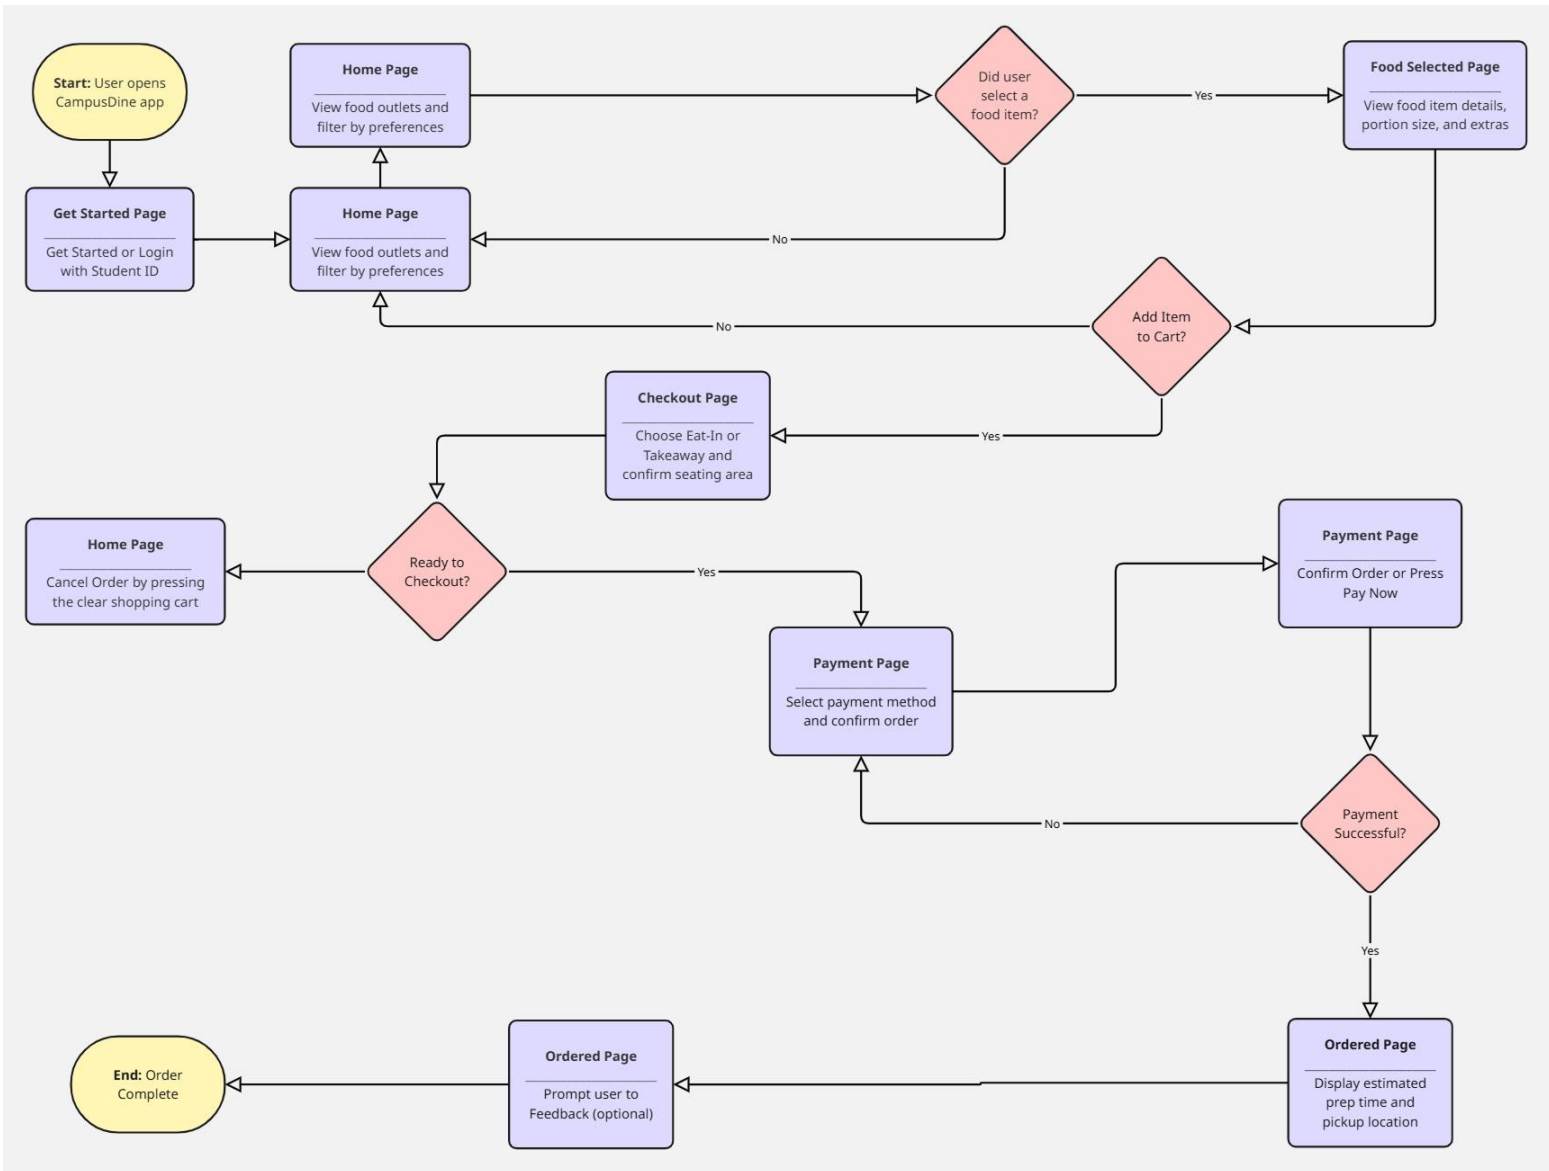 Start: User opens
CampusDine app
Home Page
View food outlets and
filter by preferences
Did user
select a
food item?
Yes
Food Selected Page
View food item details,
portion size, and extras
Get Started Page
Get Started or Login
with Student ID
Home Page
View food outlets and
filter by preferences
No
Add Item
to Cart?
No
Checkout Page
Choose Eat-In or
Takeaway and
confirm seating area
Yes
Home Page
Cancel Order by pressing
the clear shopping cart
Ready to
Checkout?
Yes
Payment Page
Confirm Order or Press
Pay Now
Payment Page
Select payment method
and confirm order
No
Payment
Successful?
Yes
End: Order
Complete
Ordered Page
Prompt user to
Feedback (optional)
Ordered Page
Display estimated
prep time and
pickup location